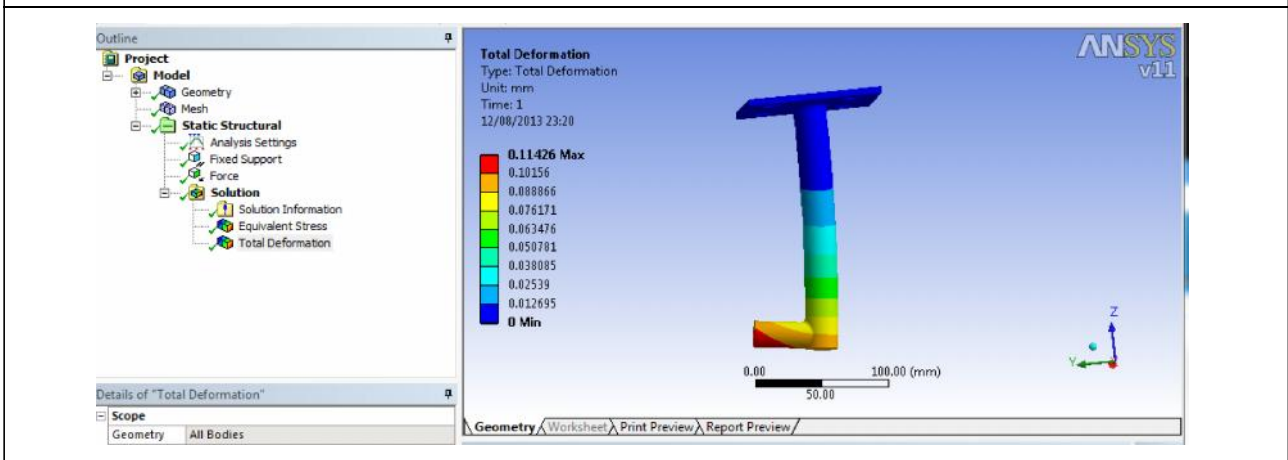 Outline
Project
Model
Geometry
Mesh
Static Structural
Analysis Settings
Fixed Support
Force
Solution
Solution Information
Equivalent Stress
Total Deformation
Details of "Total Deformation"
Scope
Geometry All Bodies
Total Deformation
Type: Total Deformation
Unit: mm
Time: 1
12/08/2013 23:20
0.11426 Max
0.10156
0.088866
0.076171
0.063476
0.050781
0.038085
0.02539
0.012695
0 Min
ANSYS
v11
Z
Y
0.00 100.00 (mm)
50.00
Geometry Worksheet Print Preview Report Preview